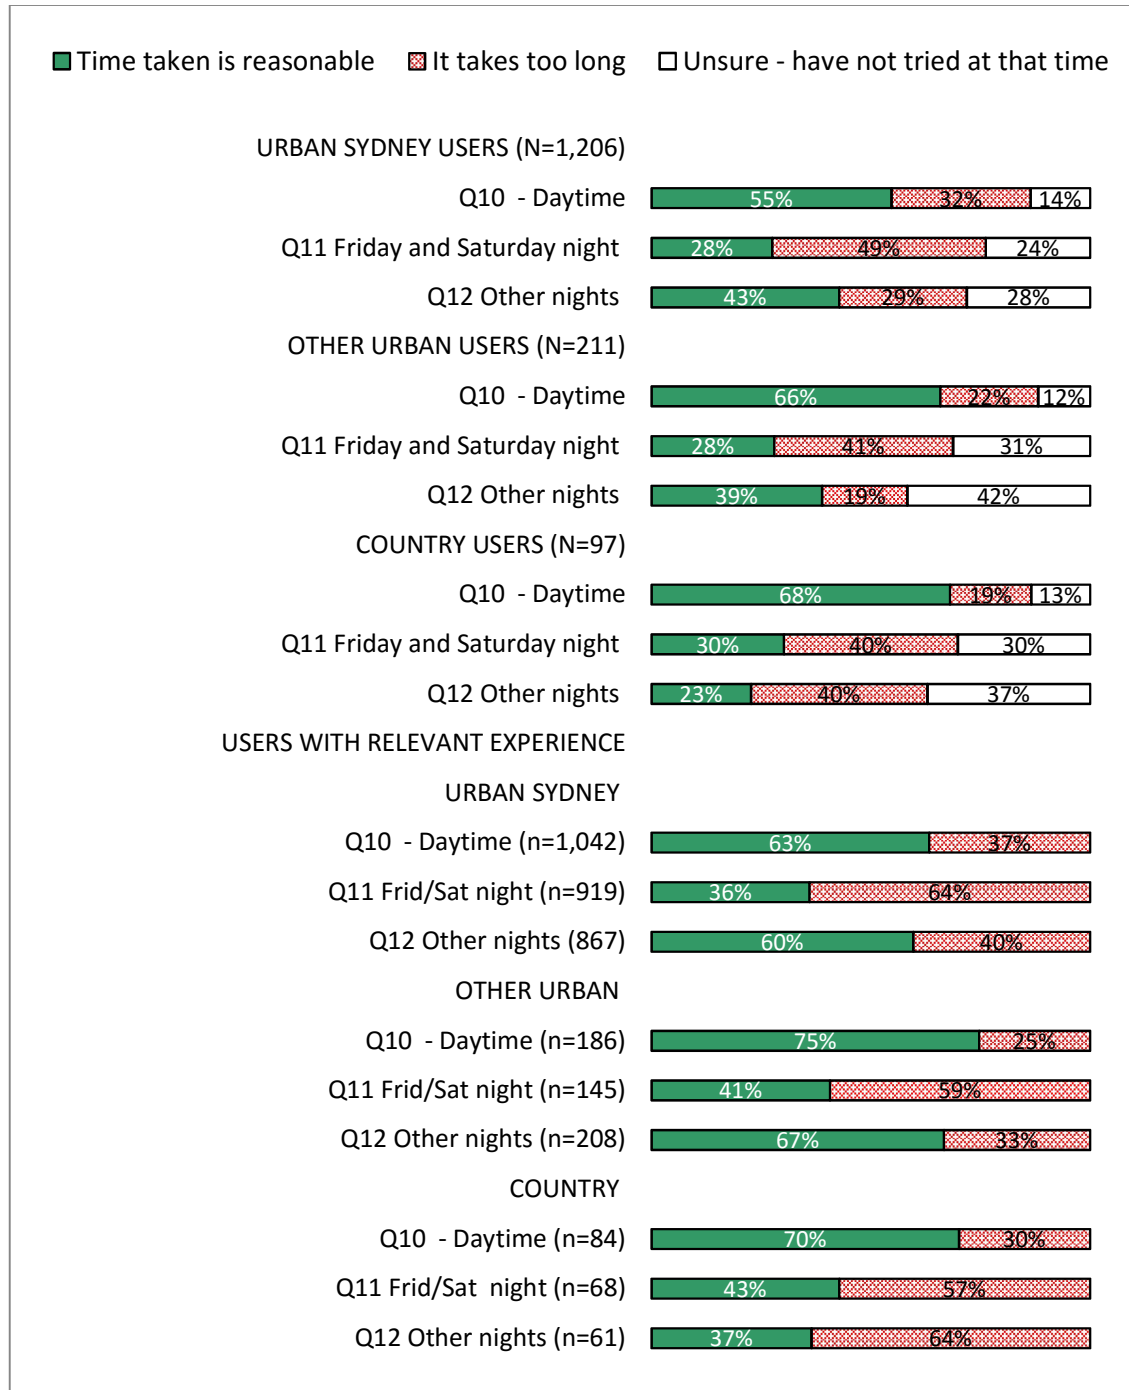 Time taken is reasonable It takes too long Unsure - have not tried at that time
URBAN SYDNEY USERS (N=1,206)
Q10 - Daytime 55% 32% 14%
Q11 Friday and Saturday night 28% 49% 24%
Q12 Other nights 43% 29% 28%
OTHER URBAN USERS (N=211)
Q10 - Daytime 66% 22% 12%
Q11 Friday and Saturday night 28% 41% 31%
Q12 Other nights 39% 19% 42%
COUNTRY USERS (N=97)
Q10 - Daytime 68% 19% 13%
Q11 Friday and Saturday night 30% 40% 30%
Q12 Other nights 23% 40% 37%
USERS WITH RELEVANT EXPERIENCE
URBAN SYDNEY
Q10 - Daytime (n=1,042) 63% 37%
Q11 Frid/Sat night (n=919) 36% 64%
Q12 Other nights (867) 60% 40%
OTHER URBAN
Q10 - Daytime (n=186) 75% 25%
Q11 Frid/Sat night (n=145) 41% 59%
Q12 Other nights (n=208) 67% 33%
COUNTRY
Q10 - Daytime (n=84) 70% 30%
Q11 Frid/Sat night (n=68) 43% 57%
Q12 Other nights (n=61) 37% 64%